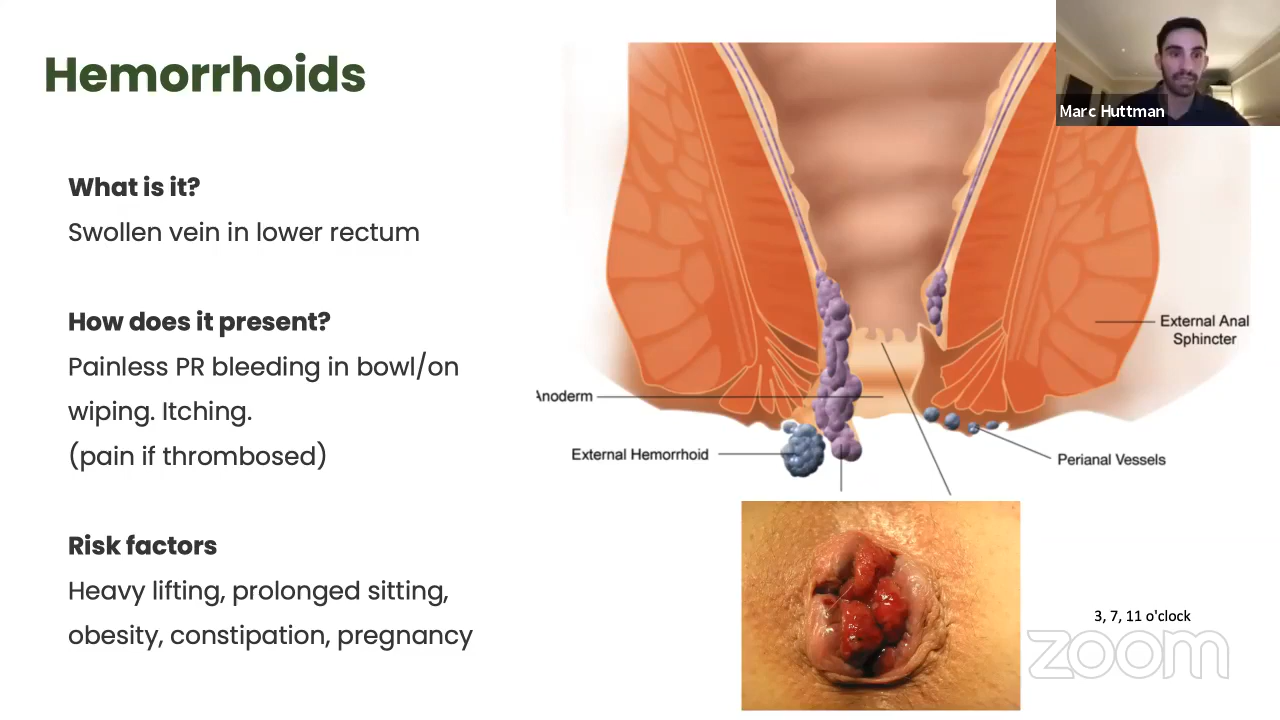 Hemorrhoids
What is it?
Swollen vein in lower rectum
How does it present?
Painless PR bleeding in bowl/on
wiping. Itching.
(pain if thrombosed)
Risk factors
Heavy lifting, prolonged sitting,
obesity, constipation, pregnancy
Marc Huttman
External Anal
Sphincter
Anoderm
External Hemorrhoid
Perianal Vessels
3, 7, 11 o'clock
zoom